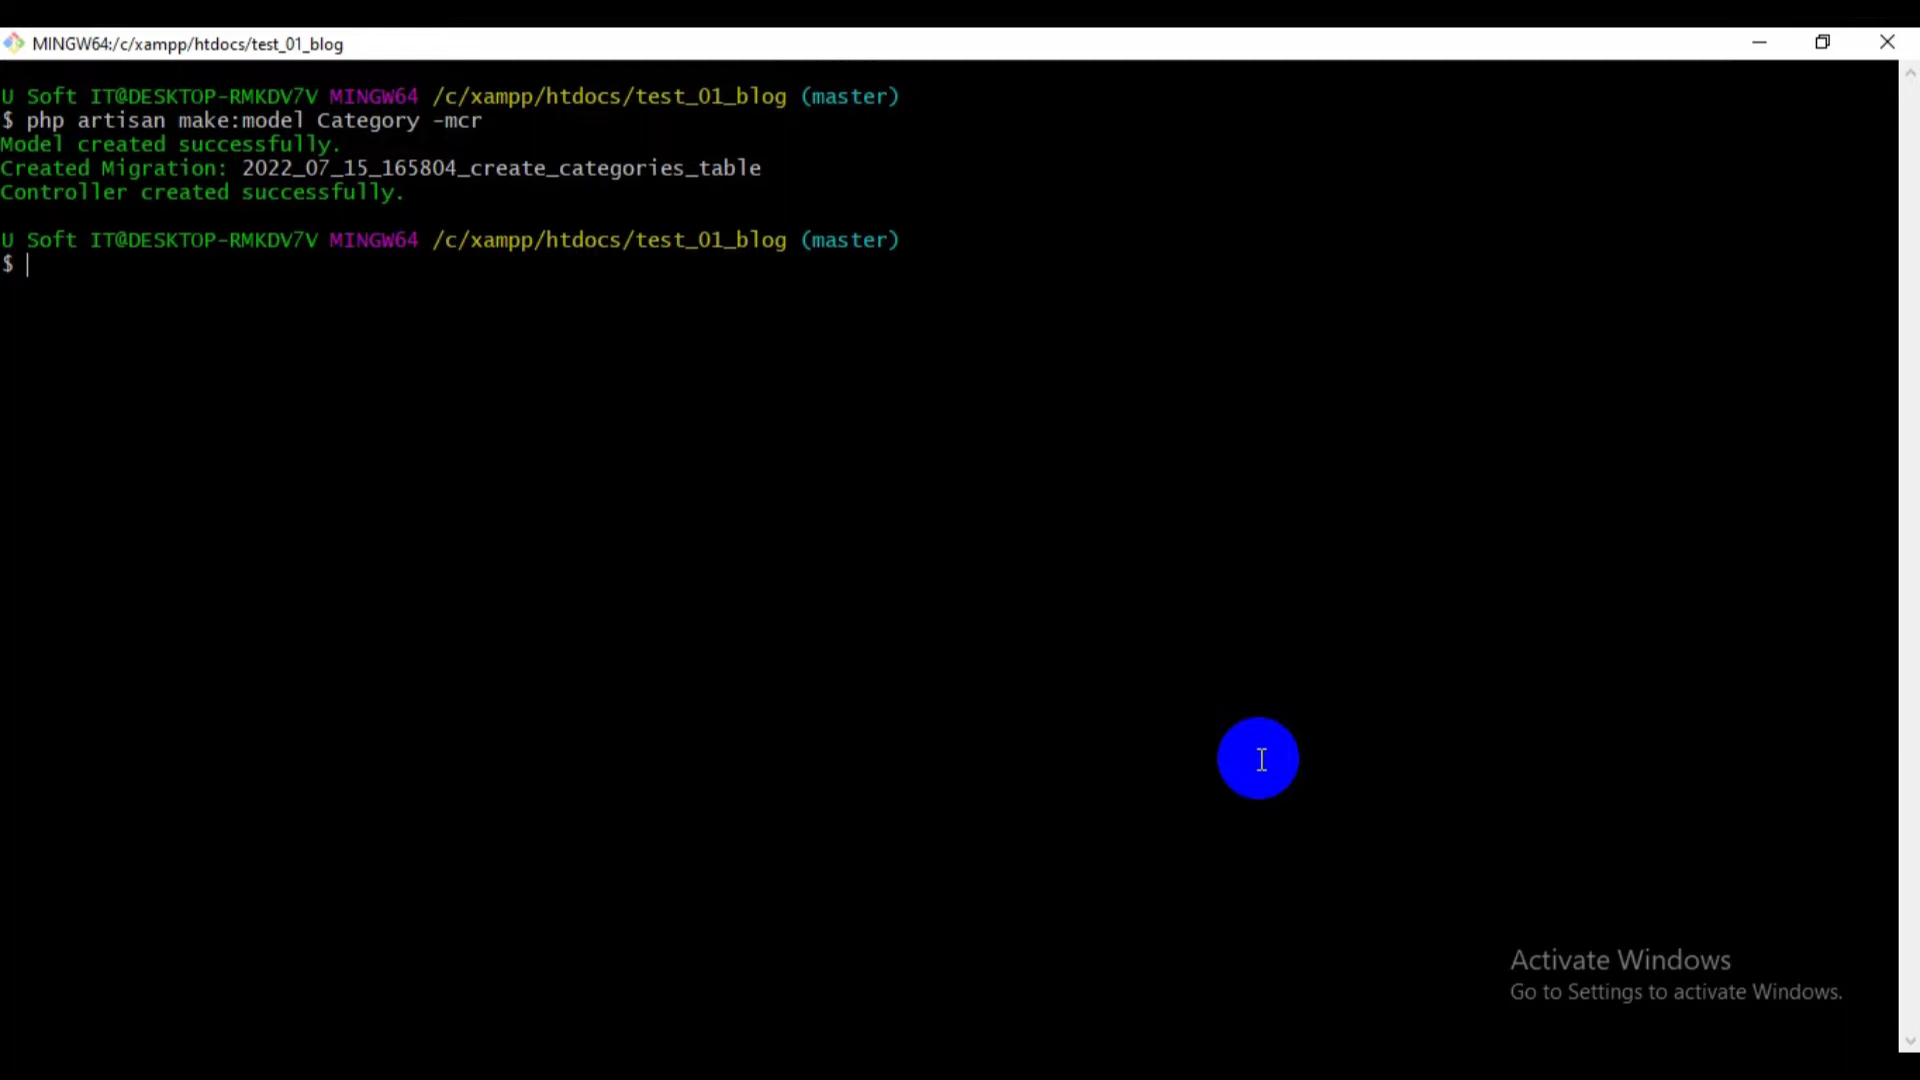 MINGW64:/c/xampp/htdocs/test_01_blog
U Soft IT@DESKTOP-RMKDV7V MINGW64 /c/xampp/htdocs/test_01_blog (master)
$ php artisan make:model Category -mcr
Model created successfully.
Created Migration: 2022_07_15_165804_create_categories_table
Controller created successfully.
U Soft IT@DESKTOP-RMKDV7V MINGW64 /c/xampp/htdocs/test_01_blog (master)
$
Activate Windows
Go to Settings to activate Windows.